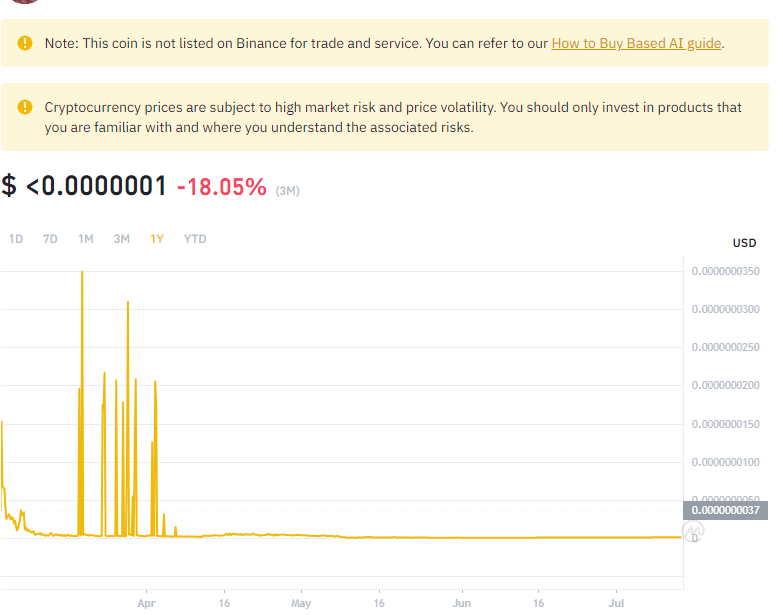 Note: This coin is not listed on Binance for trade and service. You can refer to our How to Buy Based AI guide.
Cryptocurrency prices are subject to high market risk and price volatility. You should only invest in products that
you are familiar with and where you understand the associated risks.
$ <0.0000001 -18.05% (3M)
1D 7D 1M 3M 1Y YTD
USD
0.0000000350
0.0000000300
0.0000000250
0.0000000200
0.0000000150
0.0000000100
0.0000000050
0.0000000037
0
Apr 16 May 16 Jun 16 Jul